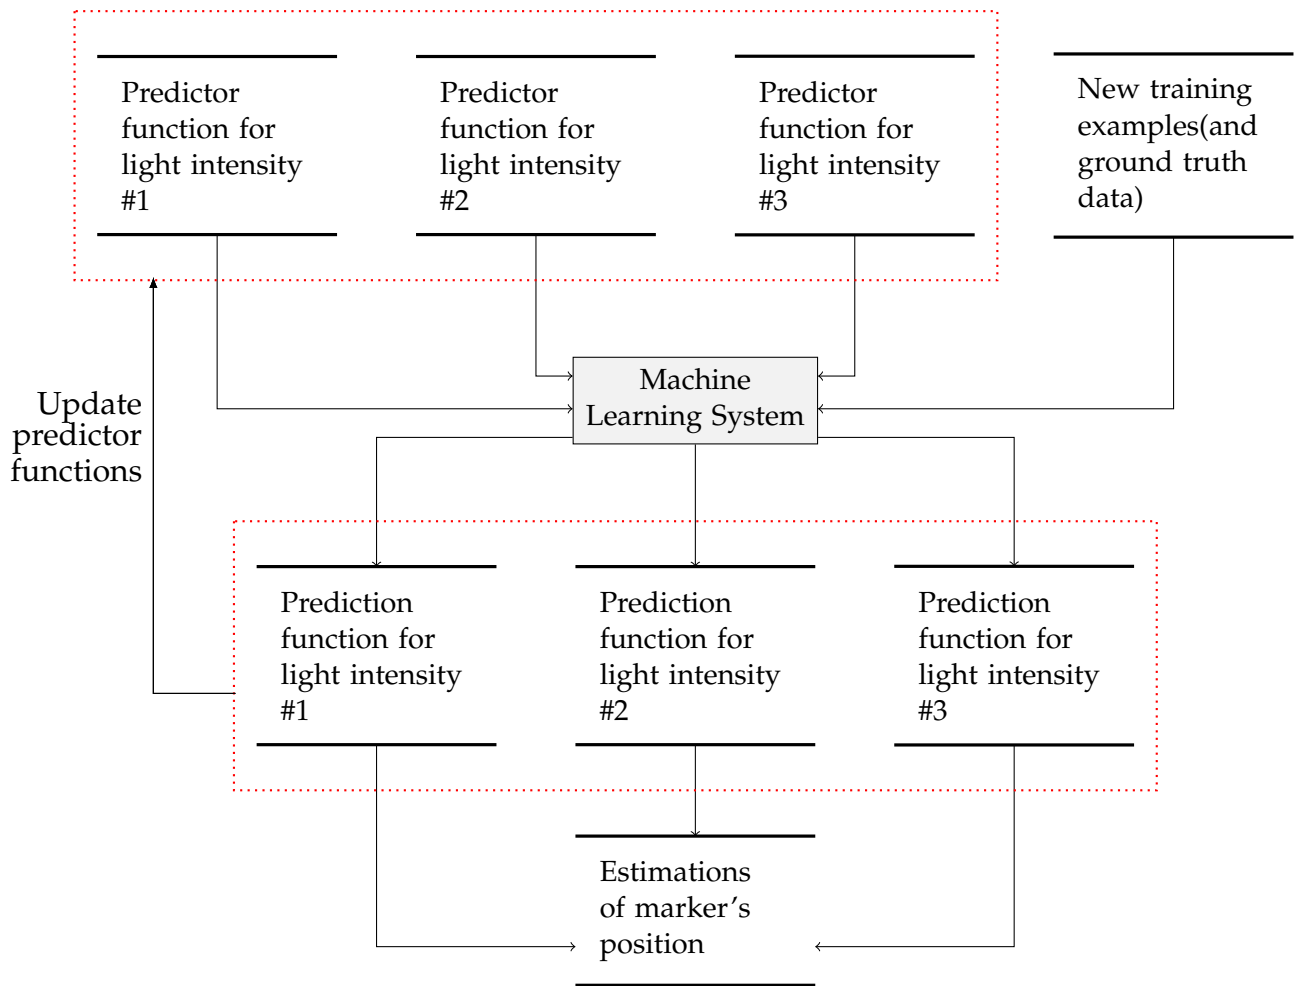 Predictor
function for
light intensity
#1
Predictor
function for
light intensity
#2
Predictor
function for
light intensity
#3
New training
examples(and
ground truth
data)
Machine
Learning System
Update
predictor
functions
Prediction
function for
light intensity
#1
Prediction
function for
light intensity
#2
Prediction
function for
light intensity
#3
Estimations
of marker's
position